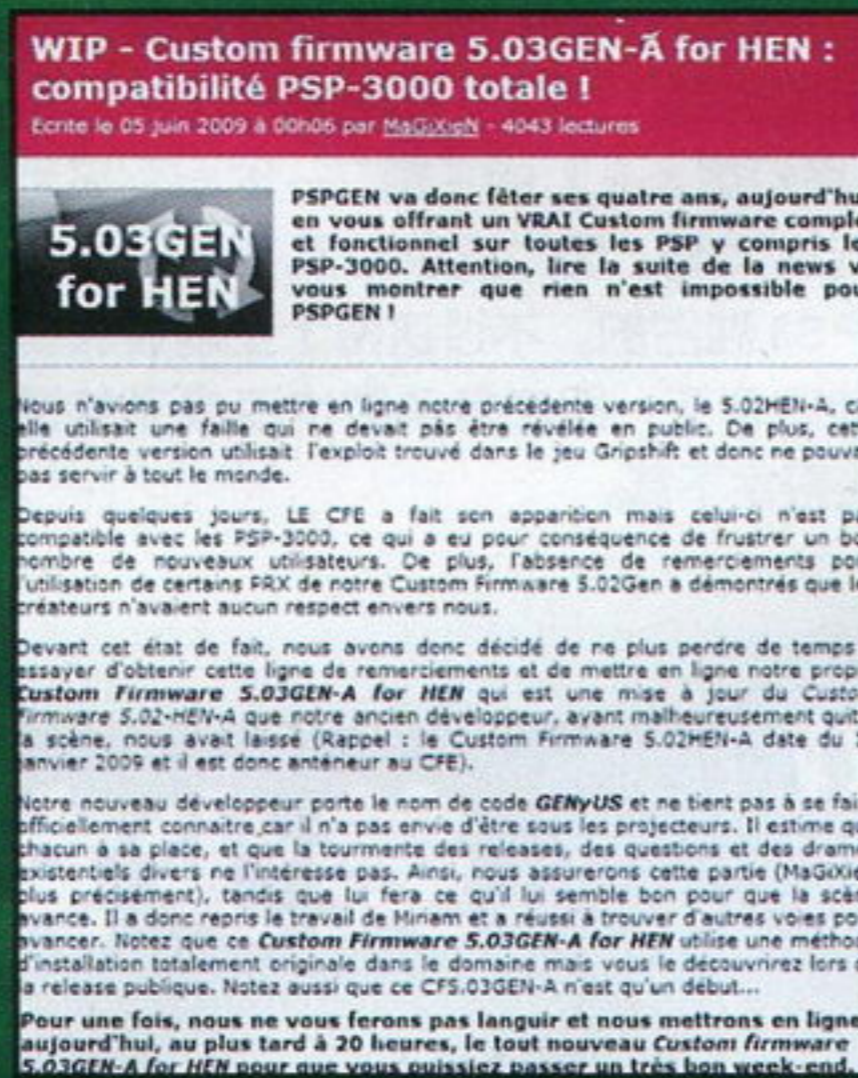 WIP - Custom firmware 5.03GEN-Ã for HEN :
compatibilité PSP-3000 totale !
Ecrite le 05 juin 2009 à 00h06 par MaGiXieN - 4043 lectures
5.03GEN
for HEN
PSPGEN va donc fêter ses quatre ans, aujourd'hu
en vous offrant un VRAI Custom firmware comple
et fonctionnel sur toutes les PSP y compris le
PSP-3000. Attention, lire la suite de la news v
vous montrer que rien n'est impossible pou
PSPGEN !
Nous n'avions pas pu mettre en ligne notre précédente version, le 5.02HEN-A, c
elle utilisait une faille qui ne devait pas être révélée en public. De plus, cet
précédente version utilisait l'exploit trouvé dans le jeu Gripshift et donc ne pouva
pas servir à tout le monde.
Depuis quelques jours, LE CFE a fait son apparition mais celui-ci n'est p
compatible avec les PSP-3000, ce qui a eu pour conséquence de frustrer un bo
nombre de nouveaux utilisateurs. De plus, l'absence de remerciements po
l'utilisation de certains PRX de notre Custom Firmware 5.02Gen a démontrés que l
créateurs n'avaient aucun respect envers nous.
Devant cet état de fait, nous avons donc décidé de ne plus perdre de temps
essayer d'obtenir cette ligne de remerciements et de mettre en ligne notre prop
Custom Firmware 5.03GEN-A for HEN qui est une mise à jour du Custo
Firmware 5.02-HEN-A que notre ancien développeur, ayant malheureusement quit
la scène, nous avait laissé (Rappel : le Custom Firmware 5.02HEN-A date du
janvier 2009 et il est donc antérieur au CFE).
Notre nouveau développeur porte le nom de code GENyUS et ne tient pas à se fai
officiellement connaitre car il n'a pas envie d'être sous les projecteurs. Il estime q
chacun à sa place, et que la tourmente des releases, des questions et des dram
existentiels divers ne l'intéresse pas. Ainsi, nous assurerons cette partie (MaGiXie
plus précisément), tandis que lui fera ce qu'il lui semble bon pour que la scè
avance. Il a donc repris le travail de Miriam et a réussi à trouver d'autres voies po
avancer. Notez que ce Custom Firmware 5.03GEN-A for HEN utilise une métho
d'installation totalement originale dans le domaine mais vous le découvrirez lors
la release publique. Notez aussi que ce CF5.03GEN-A n'est qu'un début...
Pour une fois, nous ne vous ferons pas languir et nous mettrons en ligne
aujourd'hui, au plus tard à 20 heures, le tout nouveau Custom firmware
5.03GEN-A for HEN pour que vous puissiez passer un très bon week-end.